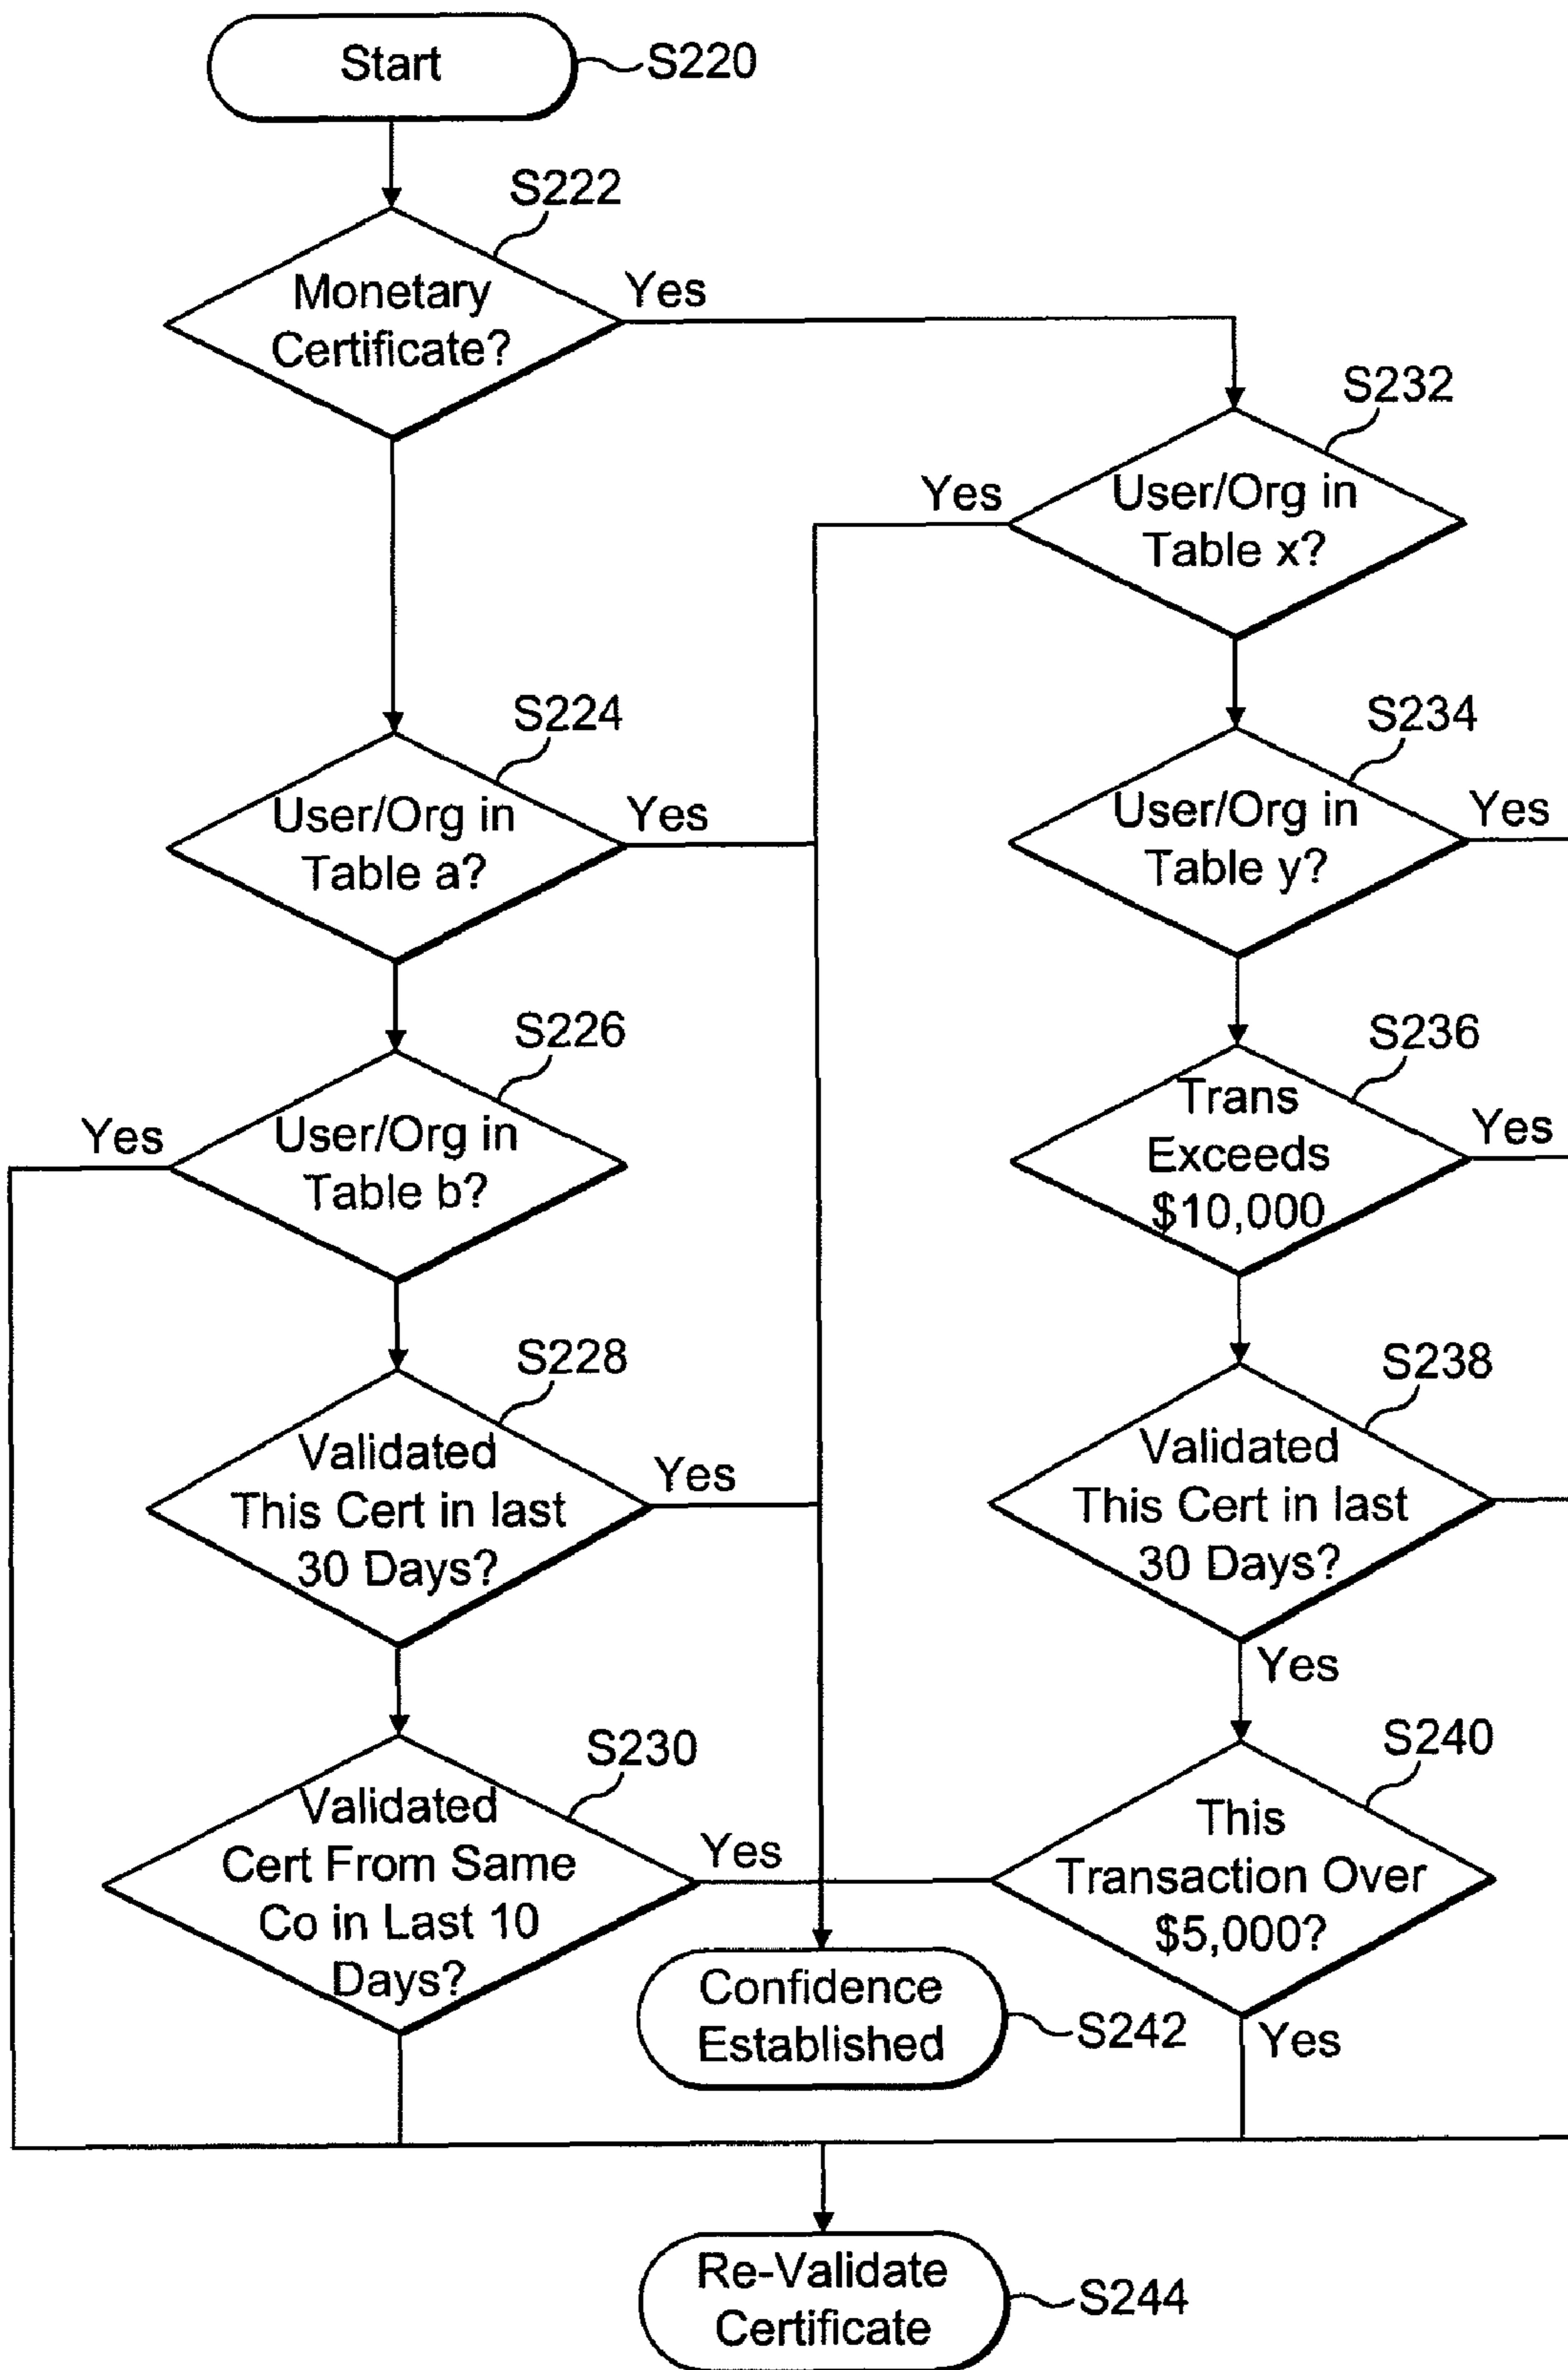 Start
S220
S222
Monetary
Certificate?
Yes
S232
User/Org in
Table x?
Yes
S224
User/Org in
Table a?
Yes
S234
User/Org in
Table y?
Yes
S226
User/Org in
Table b?
Yes
S236
Trans
Exceeds
$10,000
Yes
S228
Validated
This Cert in last
30 Days?
Yes
S238
Validated
This Cert in last
30 Days?
Yes
S230
Validated
Cert From Same
Co in Last 10
Days?
Yes
S240
This
Transaction Over
$5,000?
Yes
Confidence
Established
S242
Re-Validate
Certificate
S244